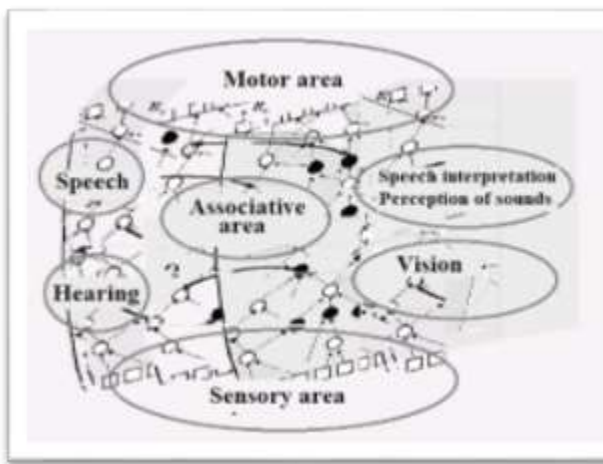 Motor area
Speech
Speech interpretation
Perception of sounds
Associative
area
Vision
Hearing
?
Sensory area